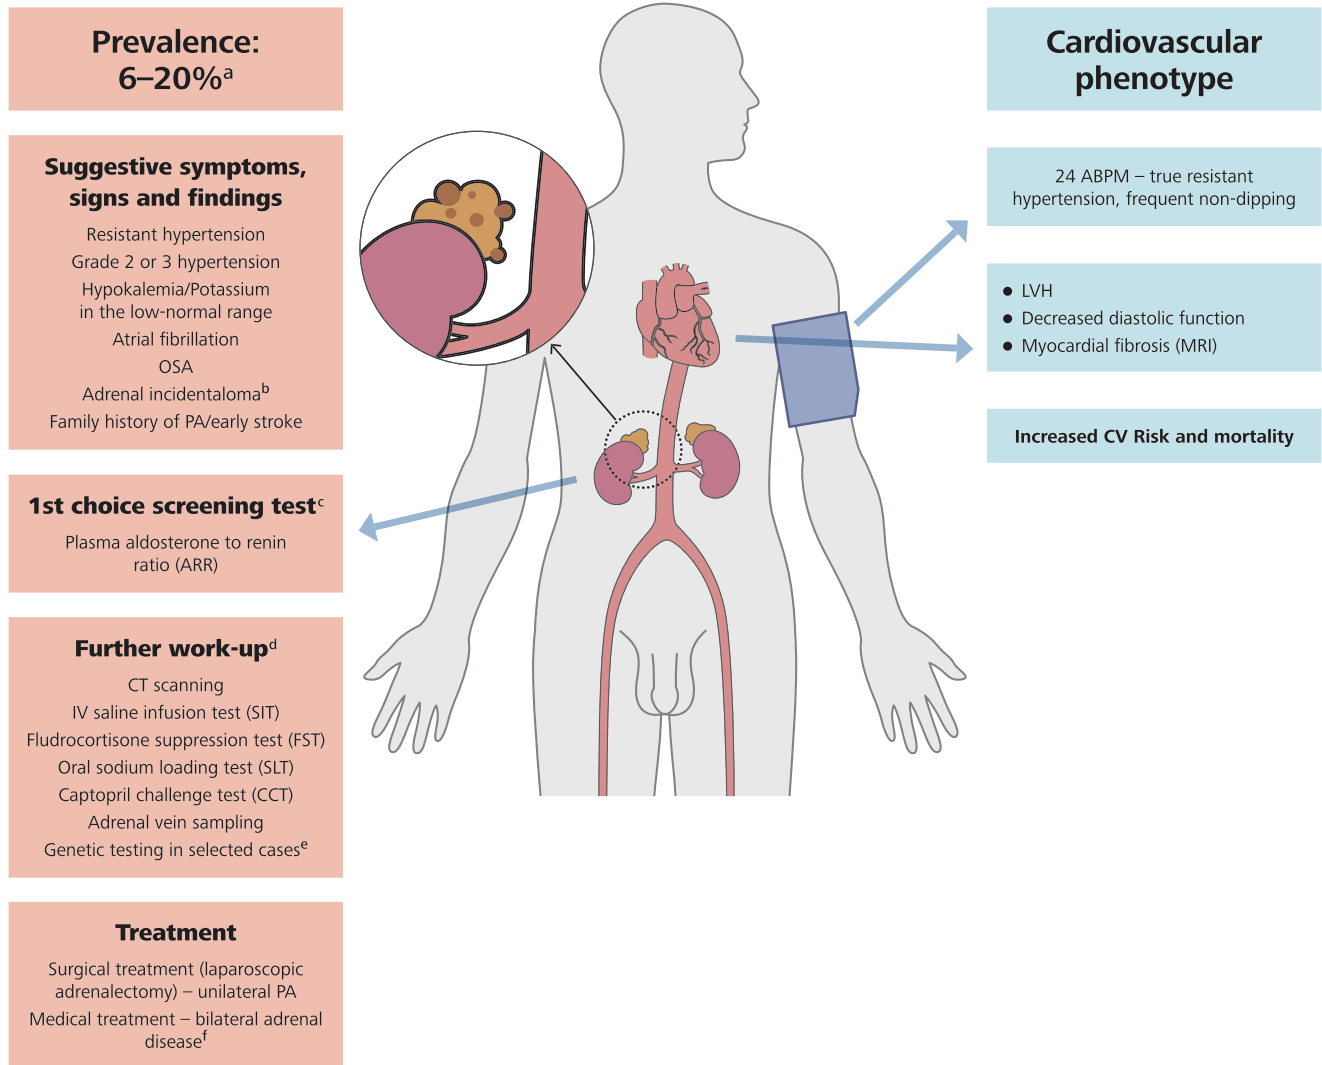 Prevalence:
6–20%a
Suggestive symptoms,
signs and findings
Resistant hypertension
Grade 2 or 3 hypertension
Hypokalemia/Potassium
in the low-normal range
Atrial fibrillation
OSA
Adrenal incidentalomab
Family history of PA/early stroke
1st choice screening testc
Plasma aldosterone to renin
ratio (ARR)
Further work-upd
CT scanning
IV saline infusion test (SIT)
Fludrocortisone suppression test (FST)
Oral sodium loading test (SLT)
Captopril challenge test (CCT)
Adrenal vein sampling
Genetic testing in selected casese
Treatment
Surgical treatment (laparoscopic
adrenalectomy) – unilateral PA
Medical treatment – bilateral adrenal
diseasef
Cardiovascular
phenotype
24 ABPM – true resistant
hypertension, frequent non-dipping
● LVH
● Decreased diastolic function
● Myocardial fibrosis (MRI)
Increased CV Risk and mortality